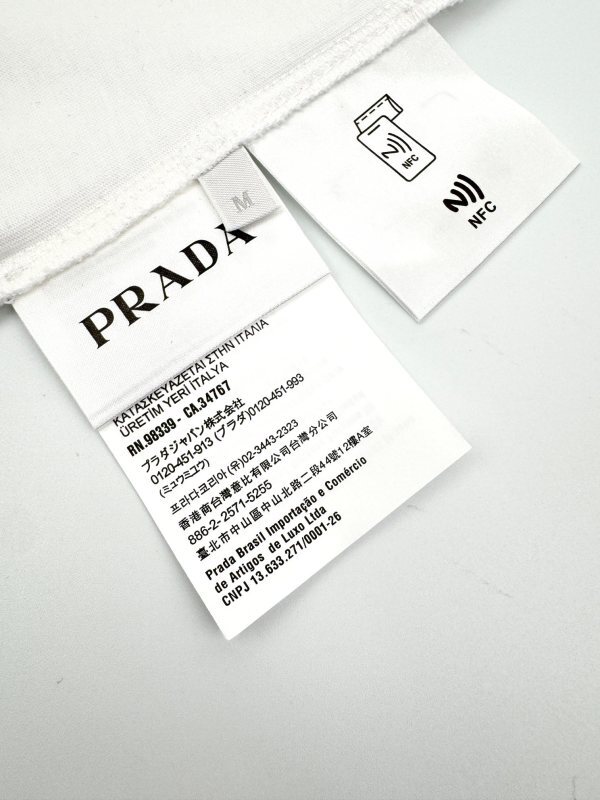 NFC
NFC
M
PRADA
ΚΑΤΑΣΚΕΥΑΖΕΤΑΙ ΣΤΗΝ ΙΤΑΛΙΑ
ÜRETİM YERİ İTALYA
RN.98339 - CA.34767
プラダジャパン株式会社
0120-451-913 (プラダ)0120-451-993
(ミュウミュウ)
프라다코리아(유)02-3443-2323
香港商台灣意比有限公司台灣分公司
886-2-2571-5255
臺北市中山區中山北路二段44號12樓A室
Prada Brasil Importação e Comércio
de Artigos de Luxo Ltda
CNPJ 13.633.271/0001-26